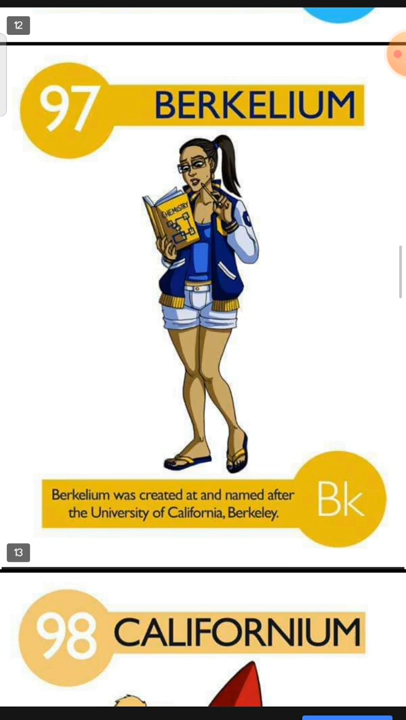 12
97
BERKELIUM
CHEMISTRY
Berkelium was created at and named after
the University of California, Berkeley.
Bk
13
98
CALIFORNIUM